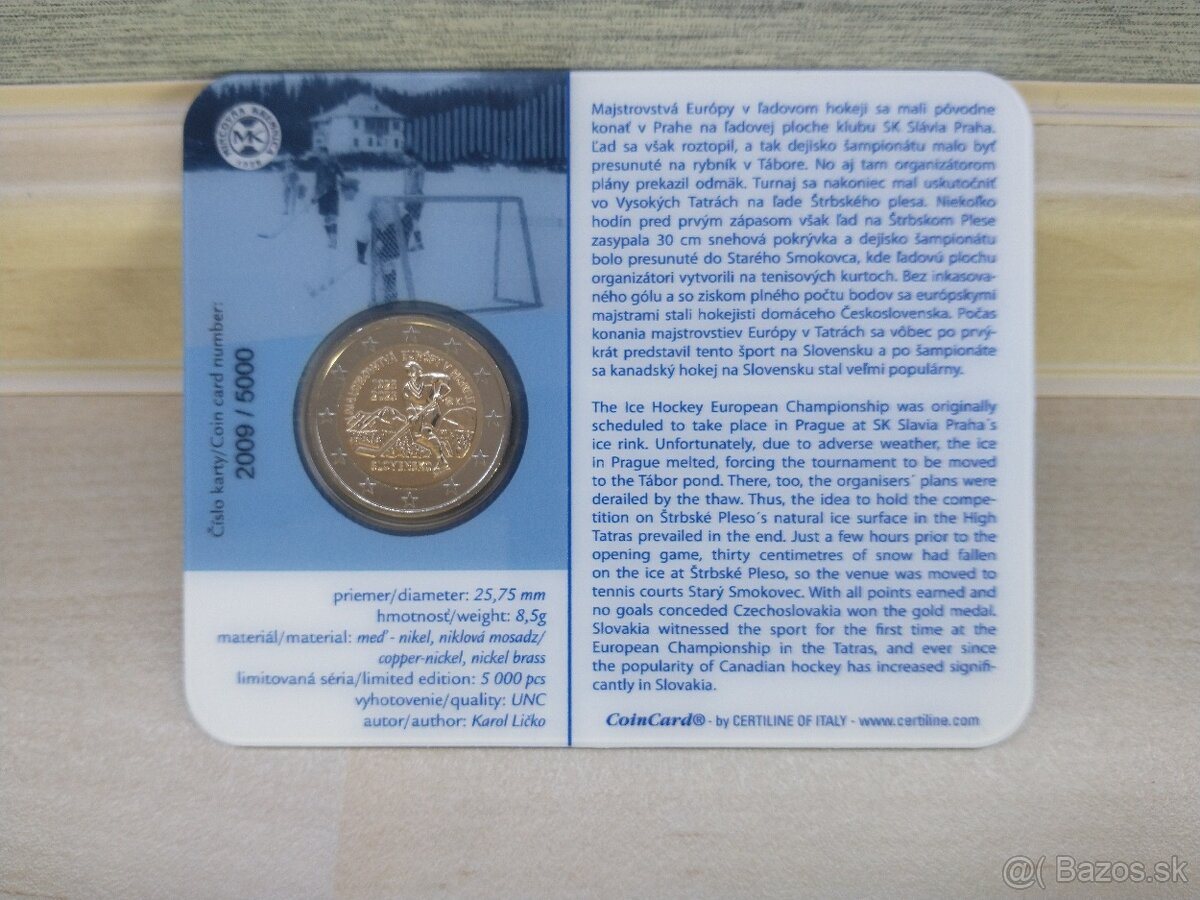 MINCOVŇA KREMNICA
MK
1328
Číslo karty/Coin card number:
2009 / 5000
SLOVENSKO
priemer/diameter: 25,75 mm
hmotnosť/weight: 8,5g
materiál/material: meď - nikel, niklová mosadz/
copper-nickel, nickel brass
limitovaná séria/limited edition: 5 000 pcs
vyhotovenie/quality: UNC
autor/author: Karol Ličko
Majstrovstvá Európy v ľadovom hokeji sa mali pôvodne
konať v Prahe na ľadovej ploche klubu SK Slávia Praha.
Ľad sa však roztopil, a tak dejisko šampionátu malo byť
presunuté na rybník v Tábore. No aj tam organizátorom
plány prekazil odmäk. Turnaj sa nakoniec mal uskutočniť
vo Vysokých Tatrách na ľade Štrbského plesa. Niekoľko
hodín pred prvým zápasom však ľad na Štrbskom Plese
zasypala 30 cm snehová pokrývka a dejisko šampionátu
bolo presunuté do Starého Smokovca, kde ľadovú plochu
organizátori vytvorili na tenisových kurtoch. Bez inkasova-
ného gólu a so ziskom plného počtu bodov sa európskymi
majstrami stali hokejisti domáceho Československa. Počas
konania majstrovstiev Európy v Tatrách sa vôbec po prvý-
krát predstavil tento šport na Slovensku a po šampionáte
sa kanadský hokej na Slovensku stal veľmi populárny.
The Ice Hockey European Championship was originally
scheduled to take place in Prague at SK Slavia Praha´s
ice rink. Unfortunately, due to adverse weather, the ice
in Prague melted, forcing the tournament to be moved
to the Tábor pond. There, too, the organisers´ plans were
derailed by the thaw. Thus, the idea to hold the compe-
tition on Štrbské Pleso´s natural ice surface in the High
Tatras prevailed in the end. Just a few hours prior to the
opening game, thirty centimetres of snow had fallen
on the ice at Štrbské Pleso, so the venue was moved to
tennis courts Starý Smokovec. With all points earned and
no goals conceded Czechoslovakia won the gold medal.
Slovakia witnessed the sport for the first time at the
European Championship in the Tatras, and ever since
the popularity of Canadian hockey has increased signifi-
cantly in Slovakia.
CoinCard® - by CERTILINE OF ITALY - www.certiline.com
@( Bazos.sk